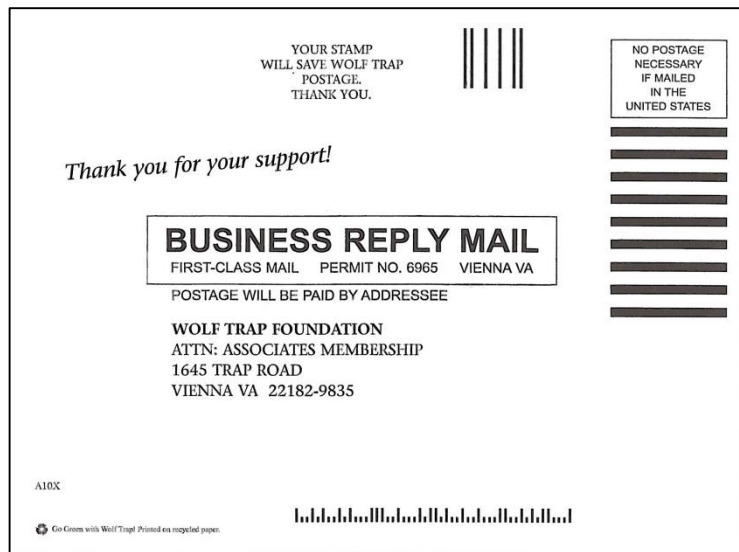 YOUR STAMP
WILL SAVE WOLF TRAP
POSTAGE.
THANK YOU.
NO POSTAGE
NECESSARY
IF MAILED
IN THE
UNITED STATES
Thank you for your support!
BUSINESS REPLY MAIL
FIRST-CLASS MAIL PERMIT NO. 6965 VIENNA VA
POSTAGE WILL BE PAID BY ADDRESSEE
WOLF TRAP FOUNDATION
ATTN: ASSOCIATES MEMBERSHIP
1645 TRAP ROAD
VIENNA VA 22182-9835
A10X
Go Green with Wolf Trap! Printed on recycled paper.